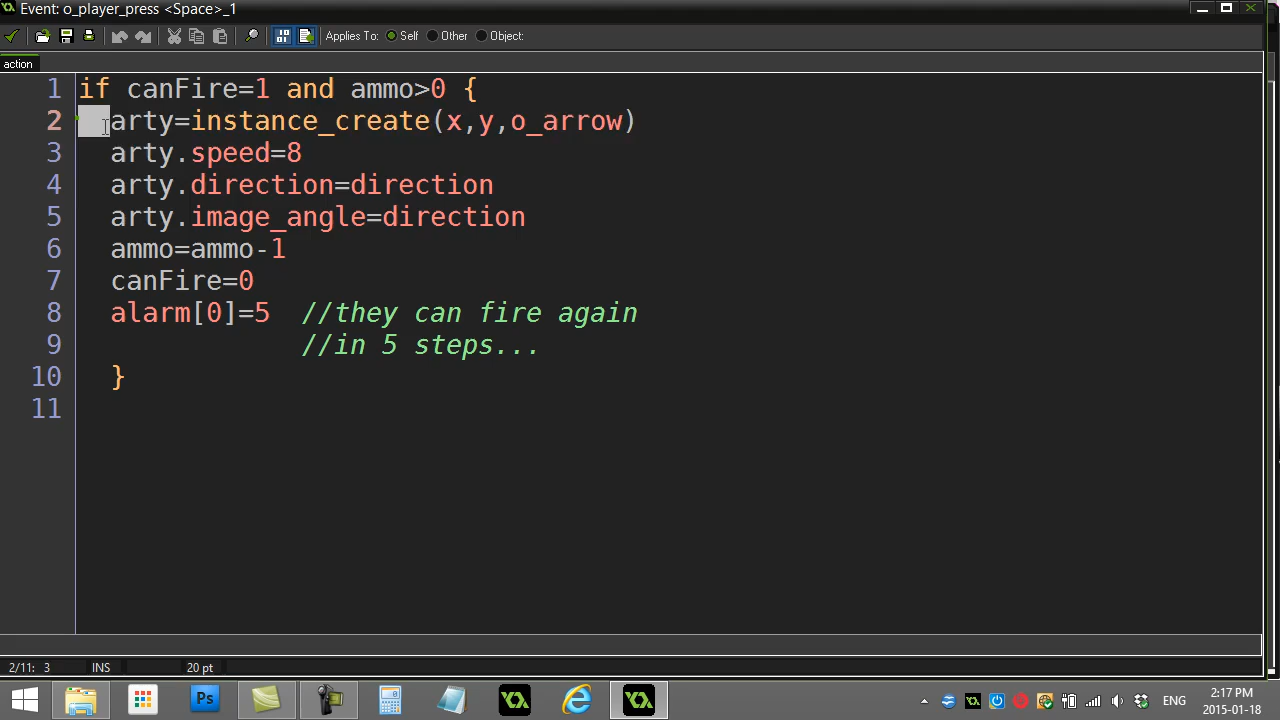 Event: o_player_press <Space>_1
Applies To: Self Other Object:
action
1 if canFire=1 and ammo>0 {
2 arty=instance_create(x,y,o_arrow)
3 arty.speed=8
4 arty.direction=direction
5 arty.image_angle=direction
6 ammo=ammo-1
7 canFire=0
8 alarm[0]=5 //they can fire again
9 //in 5 steps...
10 }
11
2/11: 3 INS 20 pt
Ps ENG 2:17 PM
2015-01-18